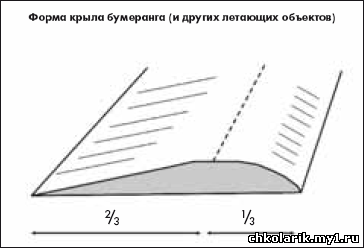 Форма крыла бумеранга (и других летающих объектов)
2/3 1/3
chkolarik.my1.ru